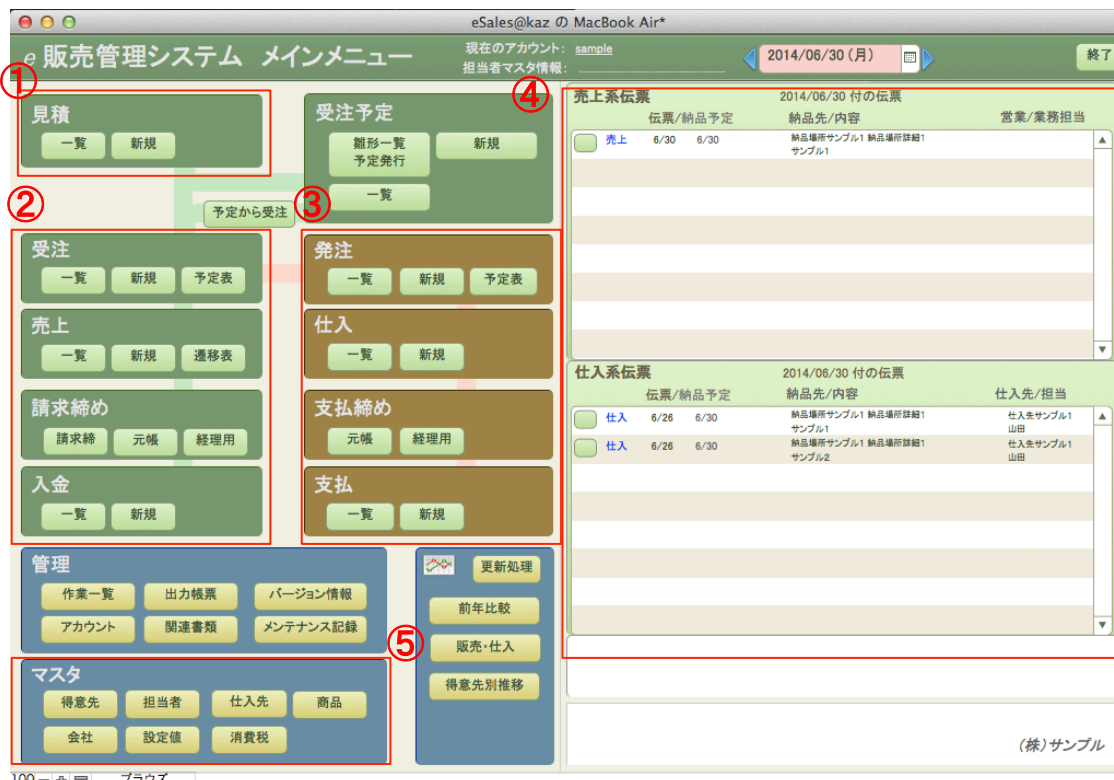 eSales@kaz の MacBook Air*
e 販売管理システム メインメニュー
現在のアカウント: sample
担当者マスタ情報:
2014/06/30 (月)
終了
①
見積
一覧 新規
④
受注予定
雛形一覧
予定発行
新規
一覧
予定から受注
②
受注
一覧 新規 予定表
売上
一覧 新規 遷移表
請求締め
請求締 元帳 経理用
入金
一覧 新規
③
発注
一覧 新規 予定表
仕入
一覧 新規
支払締め
元帳 経理用
支払
一覧 新規
売上系伝票 2014/06/30 付の伝票
伝票/納品予定 納品先/内容 営業/業務担当
売上 6/30 6/30 納品場所サンプル1 納品場所詳細1
サンプル1
仕入系伝票 2014/06/30 付の伝票
伝票/納品予定 納品先/内容 仕入先/担当
仕入 6/26 6/30 納品場所サンプル1 納品場所詳細1 仕入先サンプル1
サンプル1 山田
仕入 6/26 6/30 納品場所サンプル1 納品場所詳細1 仕入先サンプル1
サンプル2 山田
管理
作業一覧 出力帳票 バージョン情報
アカウント 関連書類 メンテナンス記録
更新処理
前年比較
販売・仕入
得意先別推移
⑤
マスタ
得意先 担当者 仕入先 商品
会社 設定値 消費税
(株)サンプル
100 ブラウズ